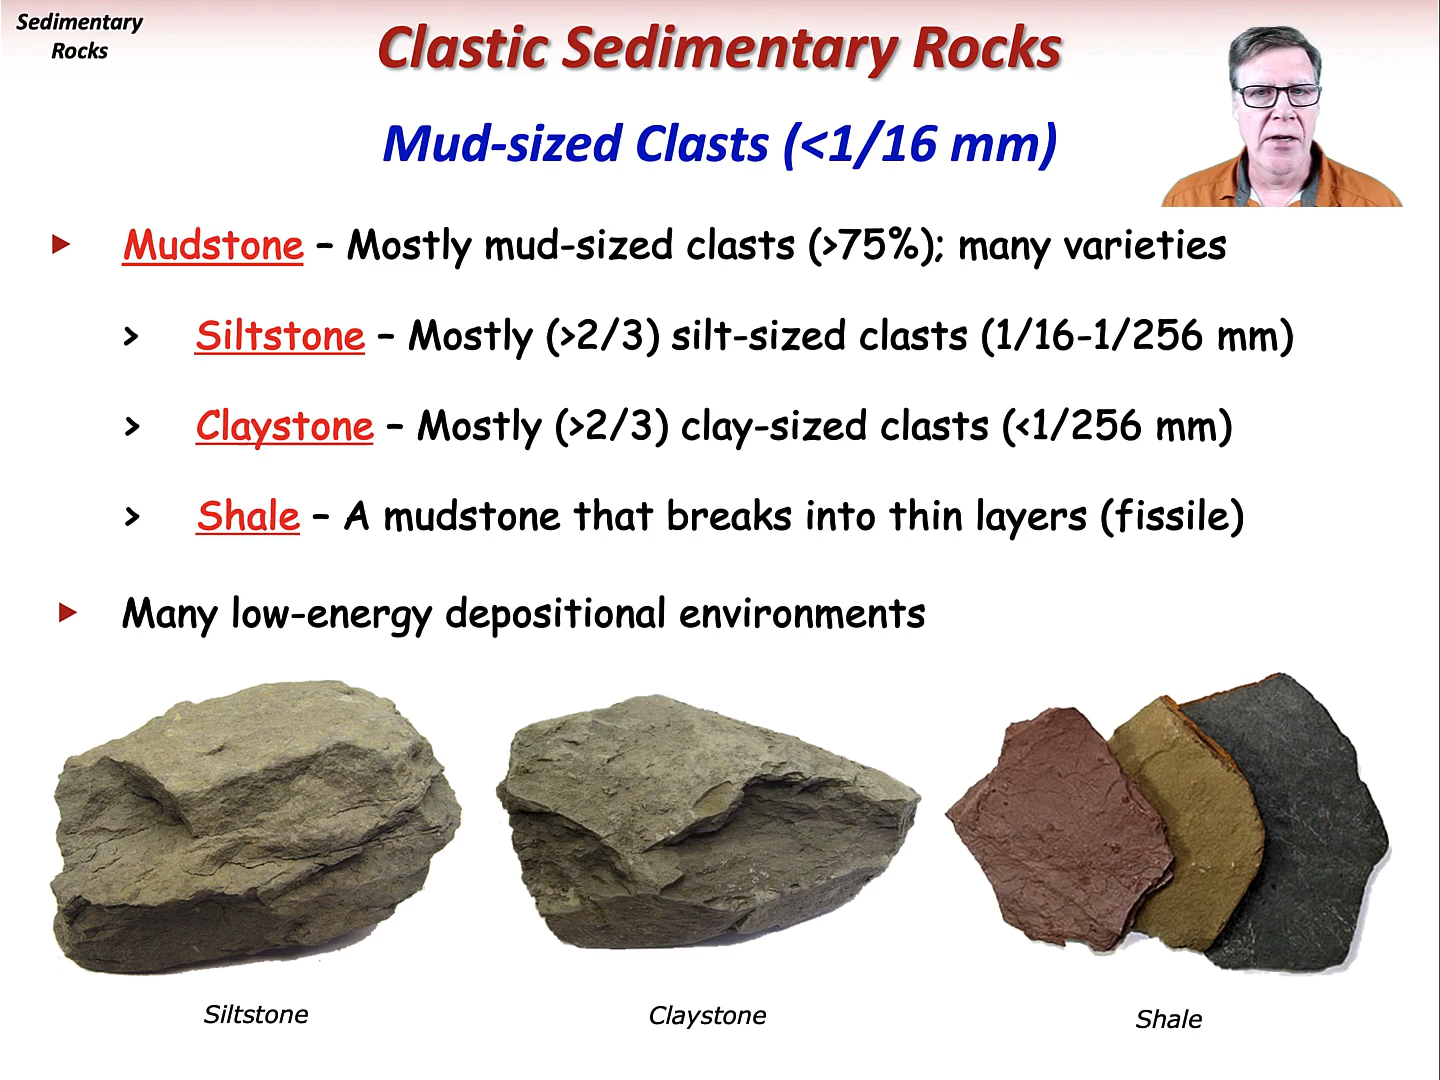 Sedimentary
Rocks
Clastic Sedimentary Rocks
Mud-sized Clasts (<1/16 mm)
Mudstone – Mostly mud-sized clasts (>75%); many varieties
> Siltstone – Mostly (>2/3) silt-sized clasts (1/16-1/256 mm)
> Claystone – Mostly (>2/3) clay-sized clasts (<1/256 mm)
> Shale – A mudstone that breaks into thin layers (fissile)
Many low-energy depositional environments
Siltstone
Claystone
Shale